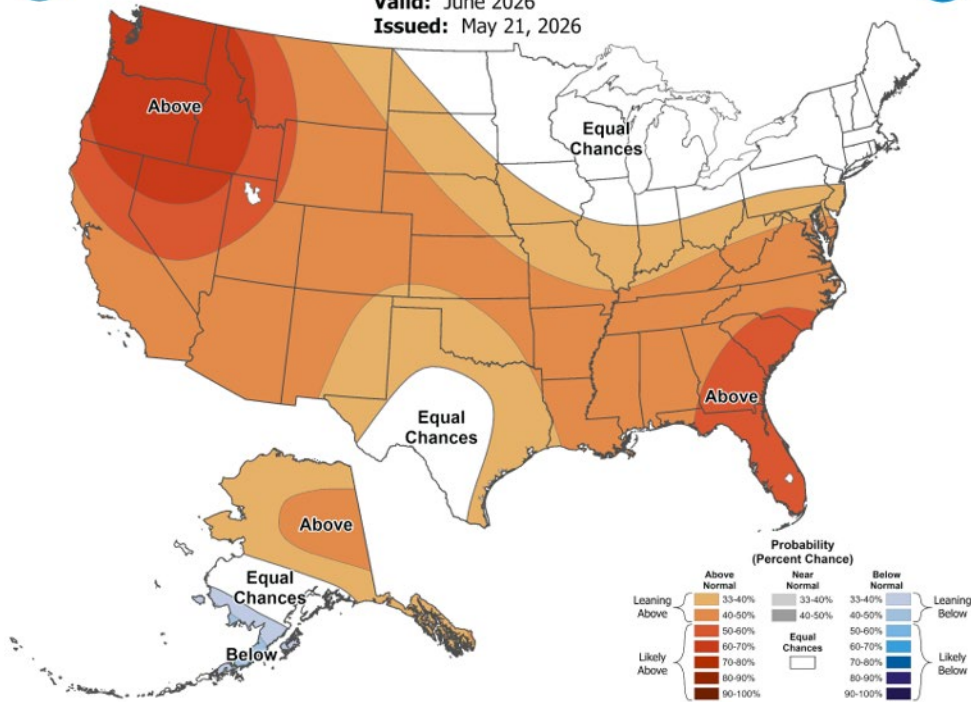 Valid: June 2026
Issued: May 21, 2026
Above
Equal
Chances
Equal
Chances
Above
Above
Equal
Chances
Below
Probability
(Percent Chance)
Above
Normal
Near
Normal
Below
Normal
Leaning
Above
33-40%
33-40%
33-40%
Leaning
Below
40-50%
40-50%
40-50%
50-60%
Equal
Chances
50-60%
Likely
Above
60-70%
60-70%
Likely
Below
70-80%
70-80%
80-90%
80-90%
90-100%
90-100%